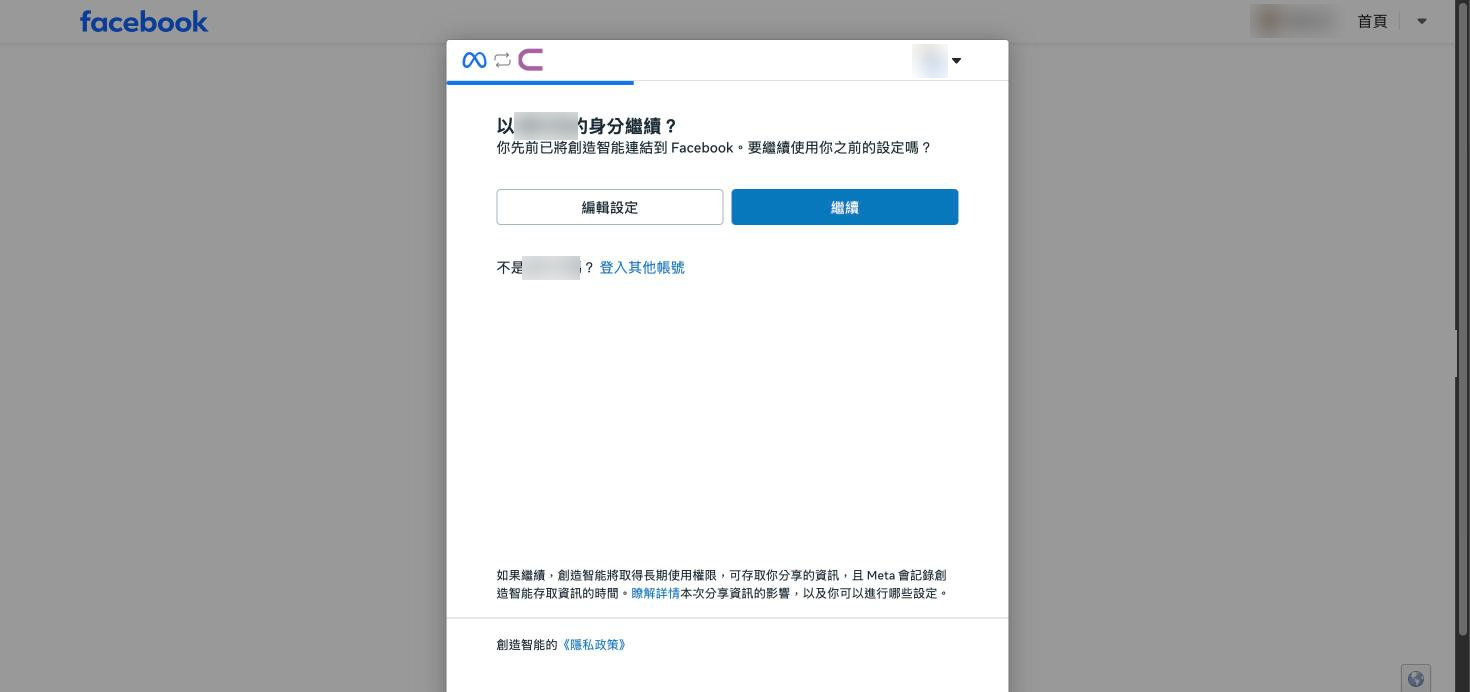 facebook
首頁
以的身分繼續？
你先前已將創造智能連結到 Facebook。要繼續使用你之前的設定嗎？
編輯設定
繼續
不是？ 登入其他帳號
如果繼續，創造智能將取得長期使用權限，可存取你分享的資訊，且 Meta 會記錄創
造智能存取資訊的時間。瞭解詳情本次分享資訊的影響，以及你可以進行哪些設定。
創造智能的《隱私政策》